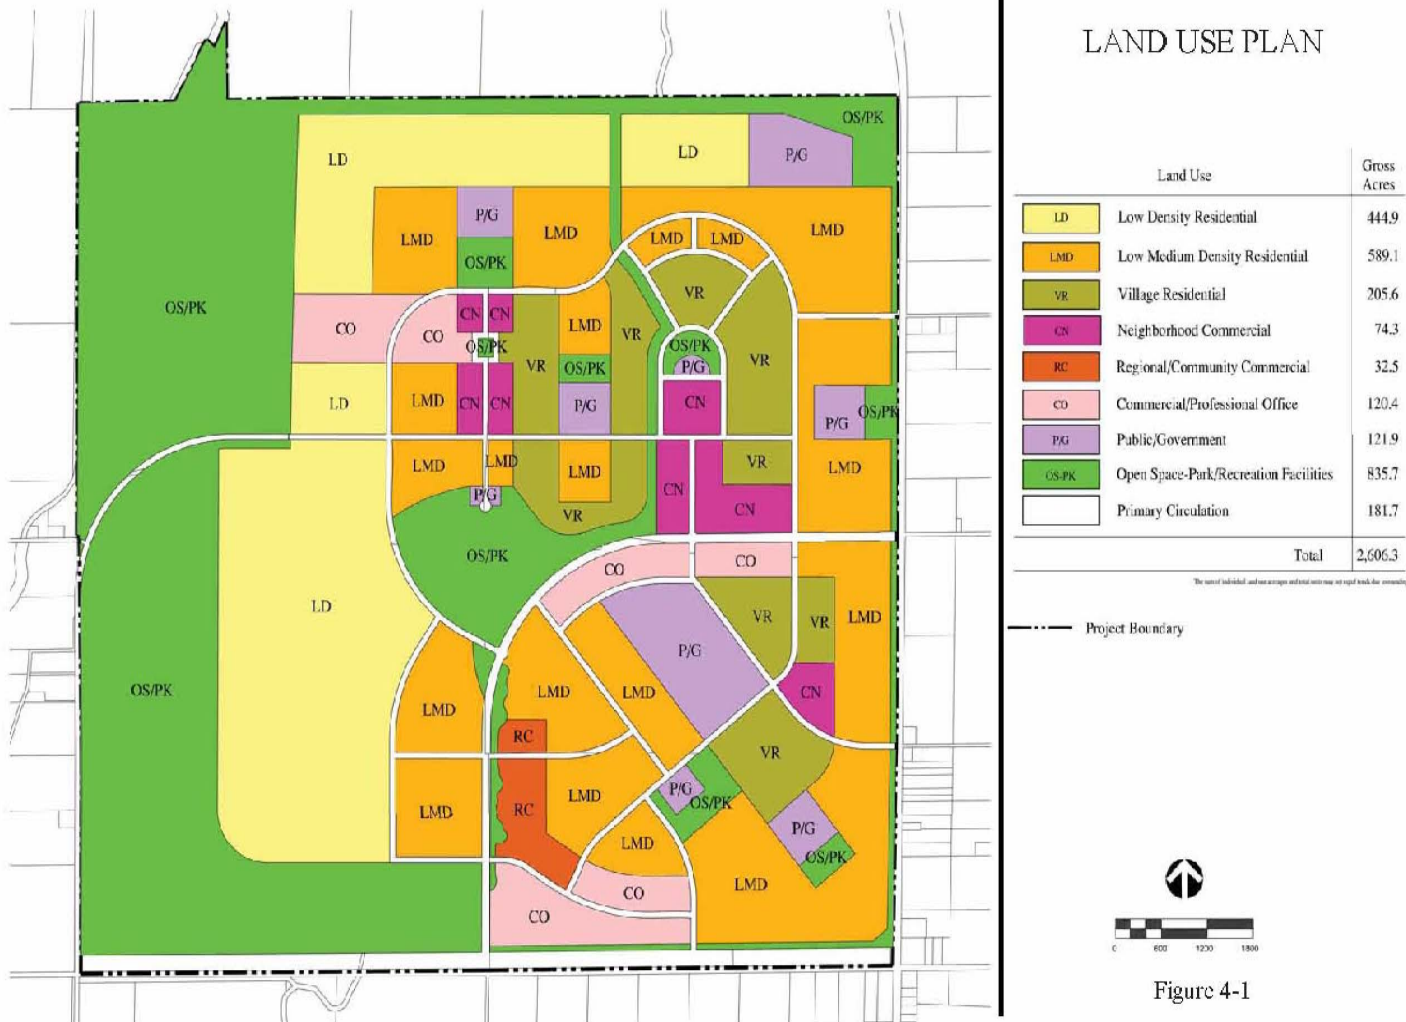 LAND USE PLAN
Land Use
Gross
Acres
LD Low Density Residential 444.9
LMD Low Medium Density Residential 589.1
VR Village Residential 205.6
CN Neighborhood Commercial 74.3
RC Regional/Community Commercial 32.5
CO Commercial/Professional Office 120.4
P/G Public/Government 121.9
OS-PK Open Space-Park/Recreation Facilities 835.7
Primary Circulation 181.7
Total 2,606.3
Project Boundary
0 600 1200 1800
Figure 4-1
OS/PK
LD
LD
P/G
P/G
LMD
LMD
LMD
LMD
LMD
OS/PK
VR
OS/PK
CO
CO
CN
CN
LMD
VR
OS/PK
OS/PK
VR
VR
OS/PK
P/G
LD
LMD
CN
CN
P/G
CN
P/G
OS/PK
LMD
LMD
LMD
VR
LMD
P/G
CN
CN
VR
OS/PK
CO
CO
LD
VR
VR
LMD
P/G
OS/PK
LMD
LMD
LMD
CN
RC
VR
LMD
RC
LMD
P/G
OS/PK
P/G
LMD
OS/PK
LMD
CO
CO